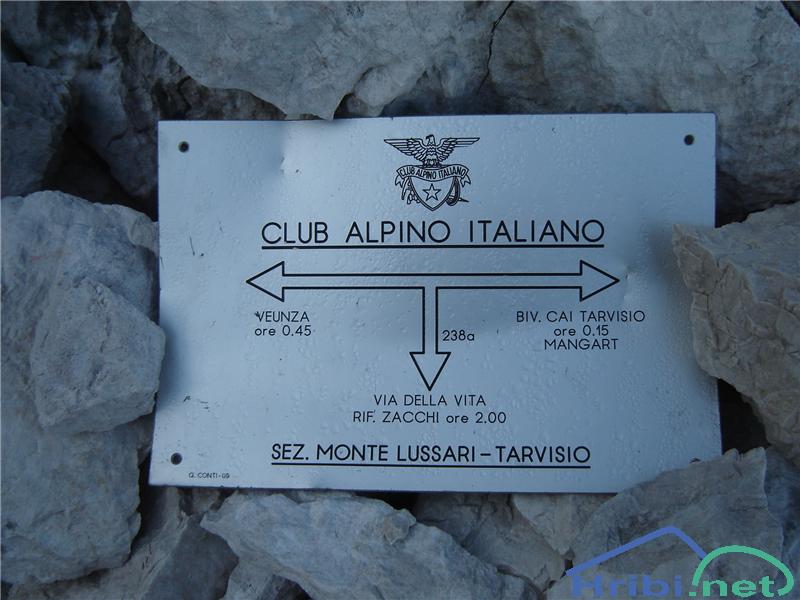 CLUB ALPINO ITALIANO
CLUB ALPINO ITALIANO
VEUNZA
ore 0.45
BIV. CAI TARVISIO
ore 0.15
MANGART
238a
VIA DELLA VITA
RIF. ZACCHI ore 2.00
SEZ. MONTE LUSSARI-TARVISIO
Hribi.net